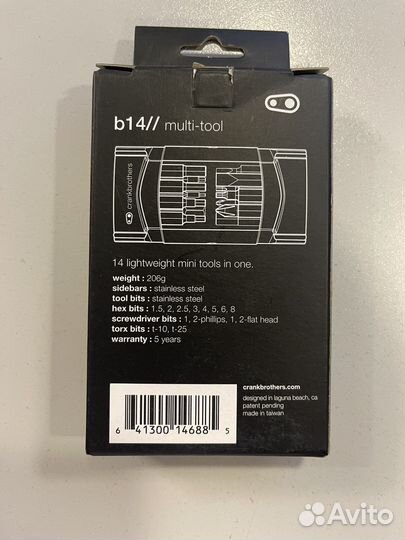 b14// multi-tool
crankbrothers
14 lightweight mini tools in one.
weight : 206g
sidebars : stainless steel
tool bits : stainless steel
hex bits : 1.5, 2, 2.5, 3, 4, 5, 6, 8
screwdriver bits : 1, 2-phillips, 1, 2-flat head
torx bits : t-10, t-25
warranty : 5 years
crankbrothers.com
designed in laguna beach, ca
patent pending
made in taiwan
6 41300 14688 5
Avito